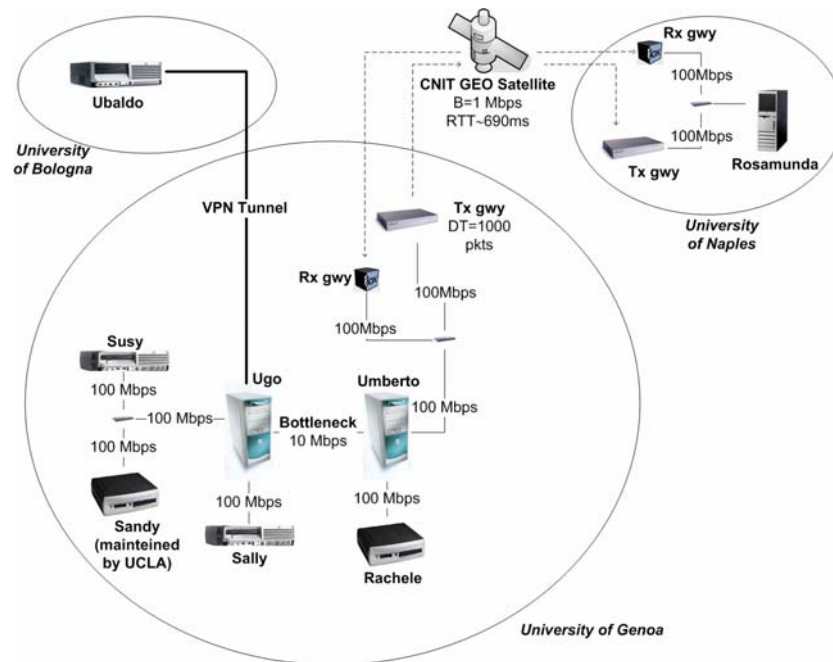 Ubaldo
University
of Bologna
CNIT GEO Satellite
B=1 Mbps
RTT~690ms
Rx gwy
100Mbps
100Mbps
Tx gwy
Rosamunda
University
of Naples
VPN Tunnel
Tx gwy
DT=1000
pkts
Rx gwy
100Mbps
100Mbps
Susy
100 Mbps
100 Mbps
100 Mbps
Sandy
(mainteined
by UCLA)
Ugo
Bottleneck
10 Mbps
Umberto
100 Mbps
100 Mbps
Sally
100 Mbps
Rachele
University of Genoa